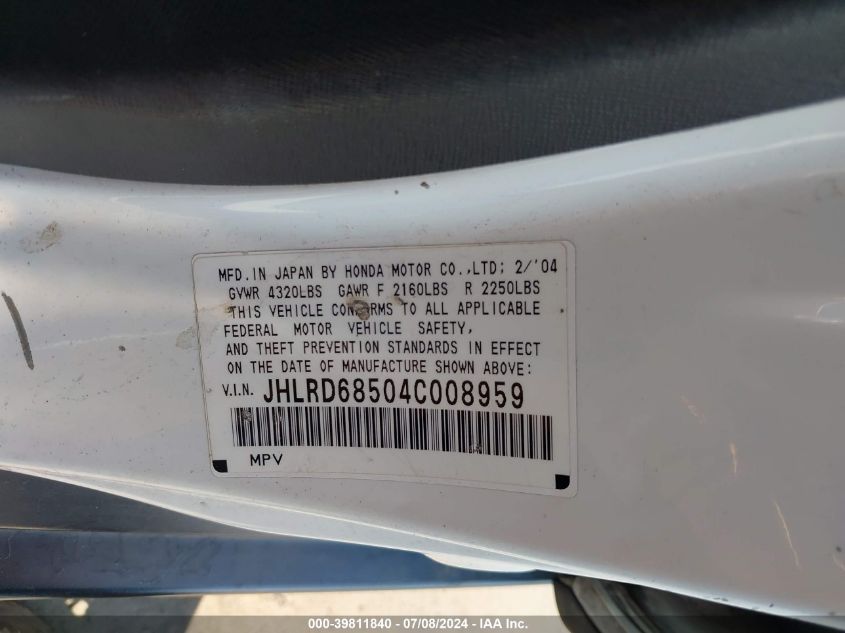 MFD.IN JAPAN BY HONDA MOTOR CO.,LTD; 2/'04
GVWR 4320LBS GAWR F 2160LBS R 2250LBS
THIS VEHICLE CONFORMS TO ALL APPLICABLE
FEDERAL MOTOR VEHICLE SAFETY,
AND THEFT PREVENTION STANDARDS IN EFFECT
ON THE DATE OF MANUFACTURE SHOWN ABOVE:
V.I.N. JHLRD68504C008959
MPV
000-39811840 - 07/08/2024 - IAA Inc.